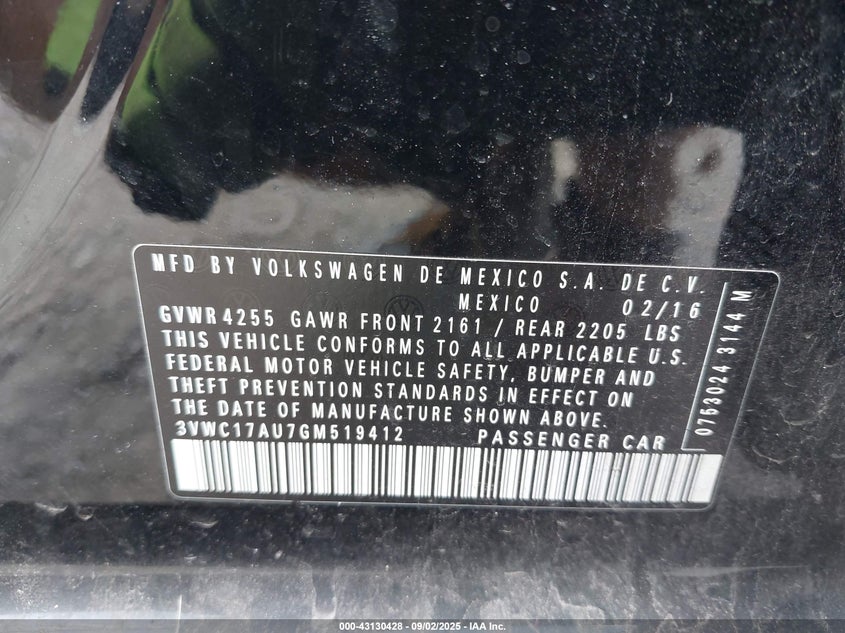 MFD BY VOLKSWAGEN DE MEXICO S.A. DE C.V.
MEXICO 02/16
GVWR 4255 GAWR FRONT 2161 / REAR 2205 LBS
THIS VEHICLE CONFORMS TO ALL APPLICABLE U.S.
FEDERAL MOTOR VEHICLE SAFETY, BUMPER AND
THEFT PREVENTION STANDARDS IN EFFECT ON
THE DATE OF MANUFACTURE SHOWN ABOVE.
3VWC17AU7GM519412 PASSENGER CAR
0753024 3144 M
000-43130428 - 09/02/2025 - IAA Inc.